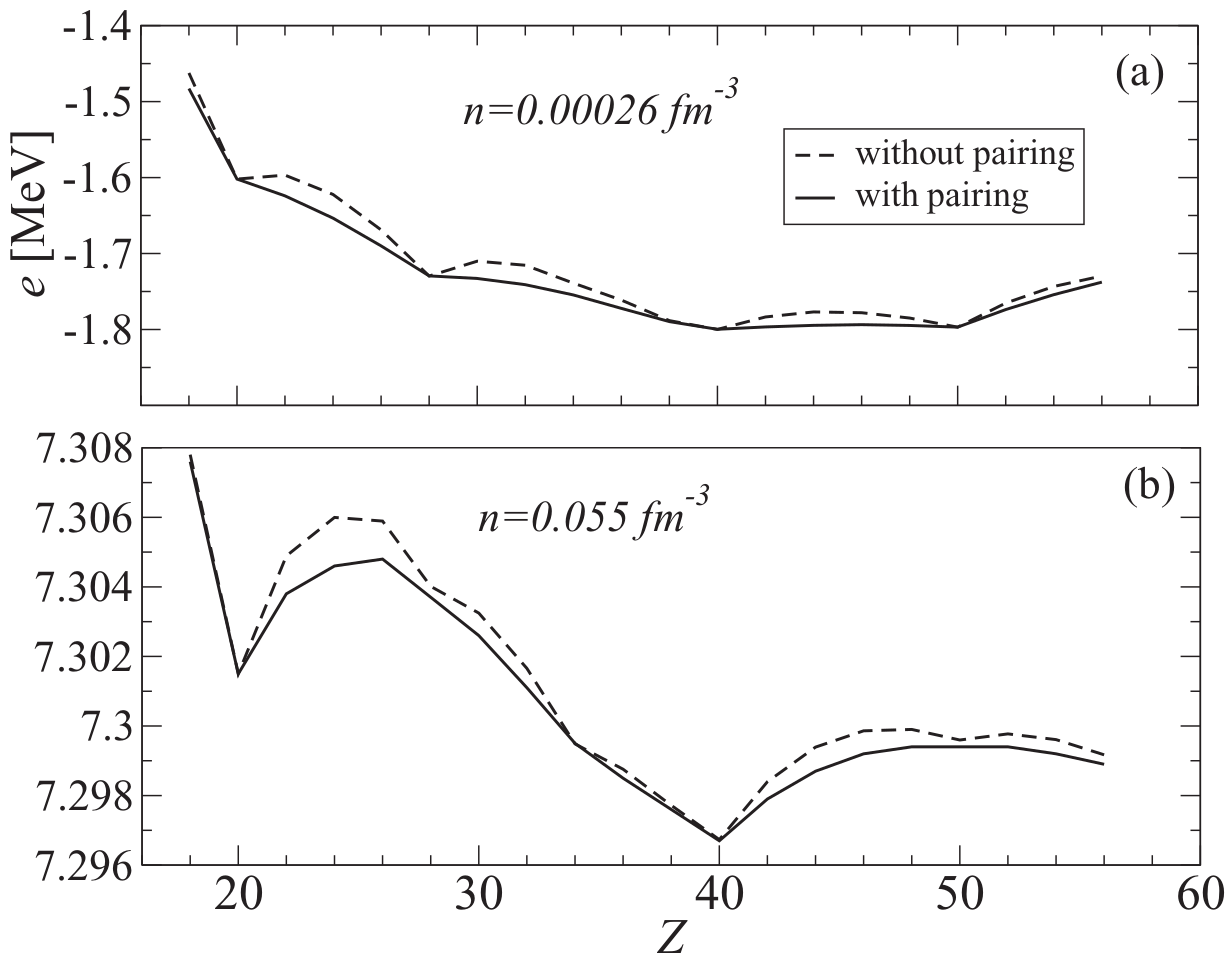 -1.4
(a)
n=0.00026 fm-3
-1.5
without pairing
-1.6
with pairing
e [MeV]
-1.7
-1.8
7.308
(b)
n=0.055 fm-3
7.306
7.304
7.302
7.3
7.298
7.296
20 30 40 50 60
Z